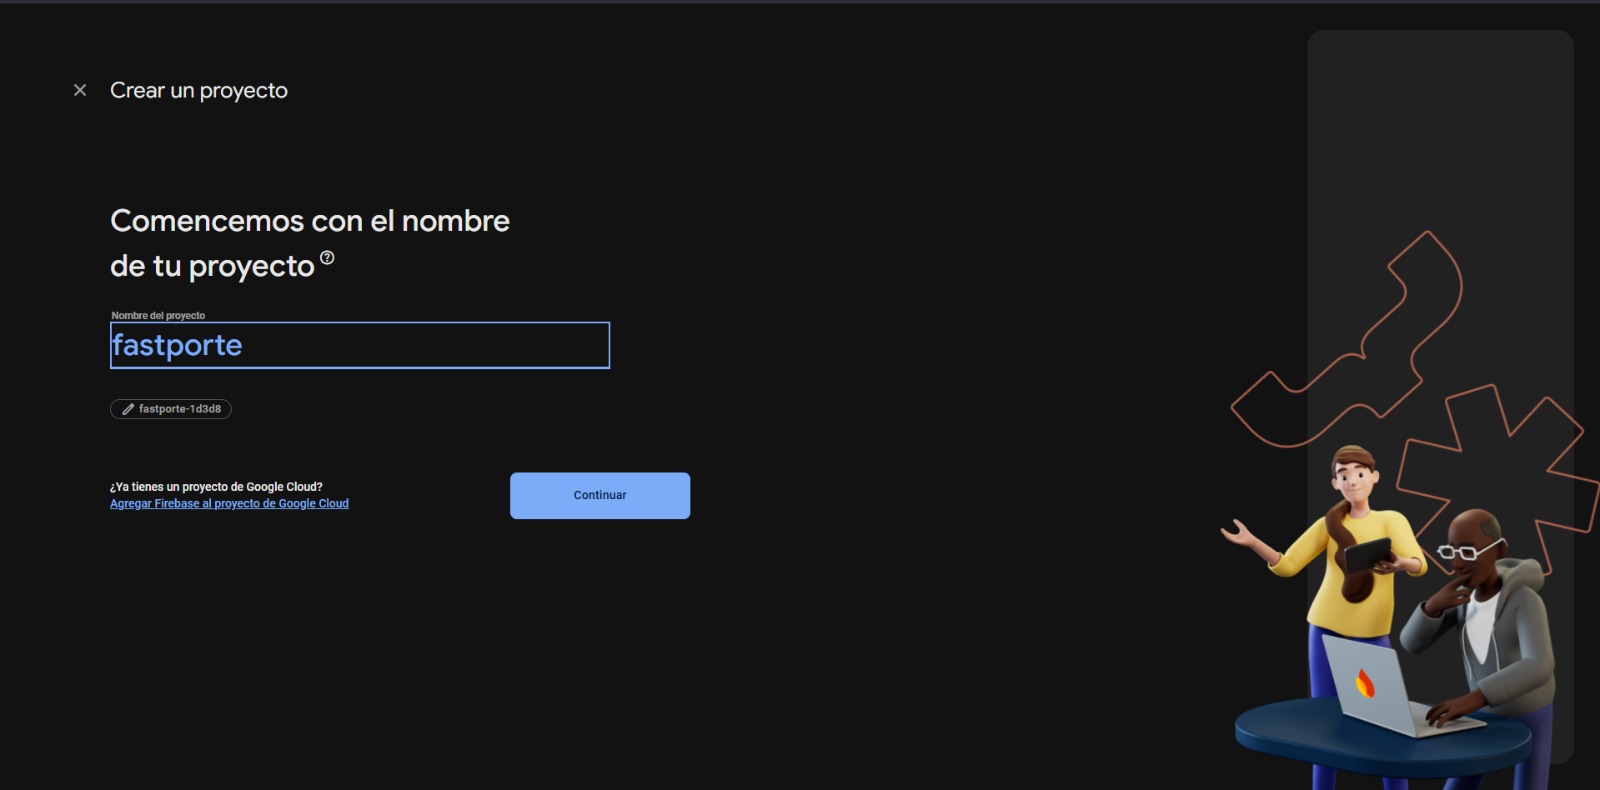 Crear un proyecto
Comencemos con el nombre
de tu proyecto
Nombre del proyecto
fastporte
fastporte-1d3d8
¿Ya tienes un proyecto de Google Cloud?
Agregar Firebase al proyecto de Google Cloud
Continuar